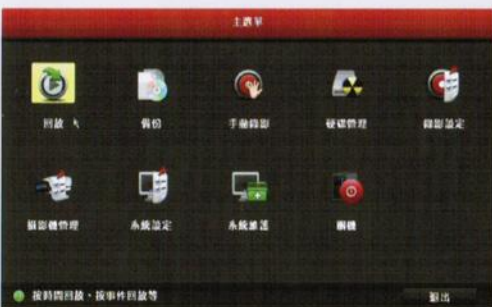 主選單
回放 備份 手動錄影 硬碟管理 錄影設定
攝影機管理 系統設定 系統維護 關機
按時間回放、按事件回放等 退出